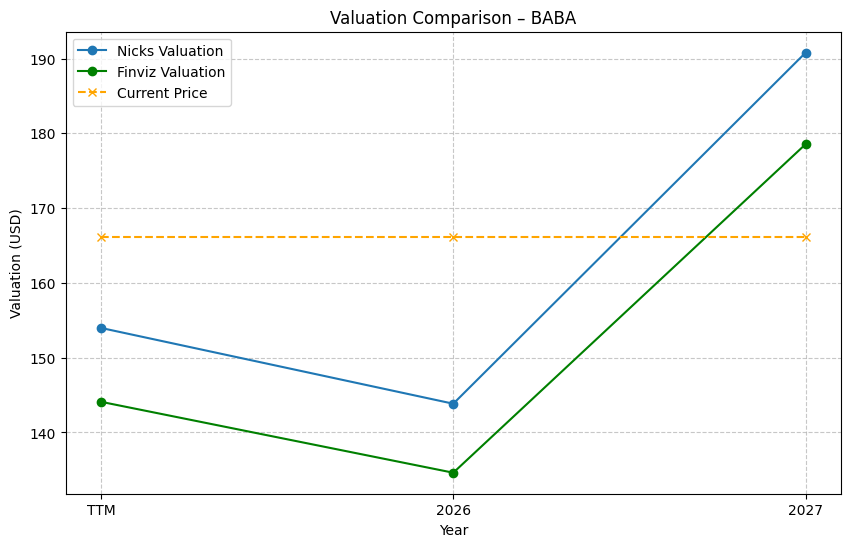 Valuation Comparison – BABA
Nicks Valuation
Finviz Valuation
Current Price
190
180
170
160
150
140
Valuation (USD)
TTM
2026
2027
Year